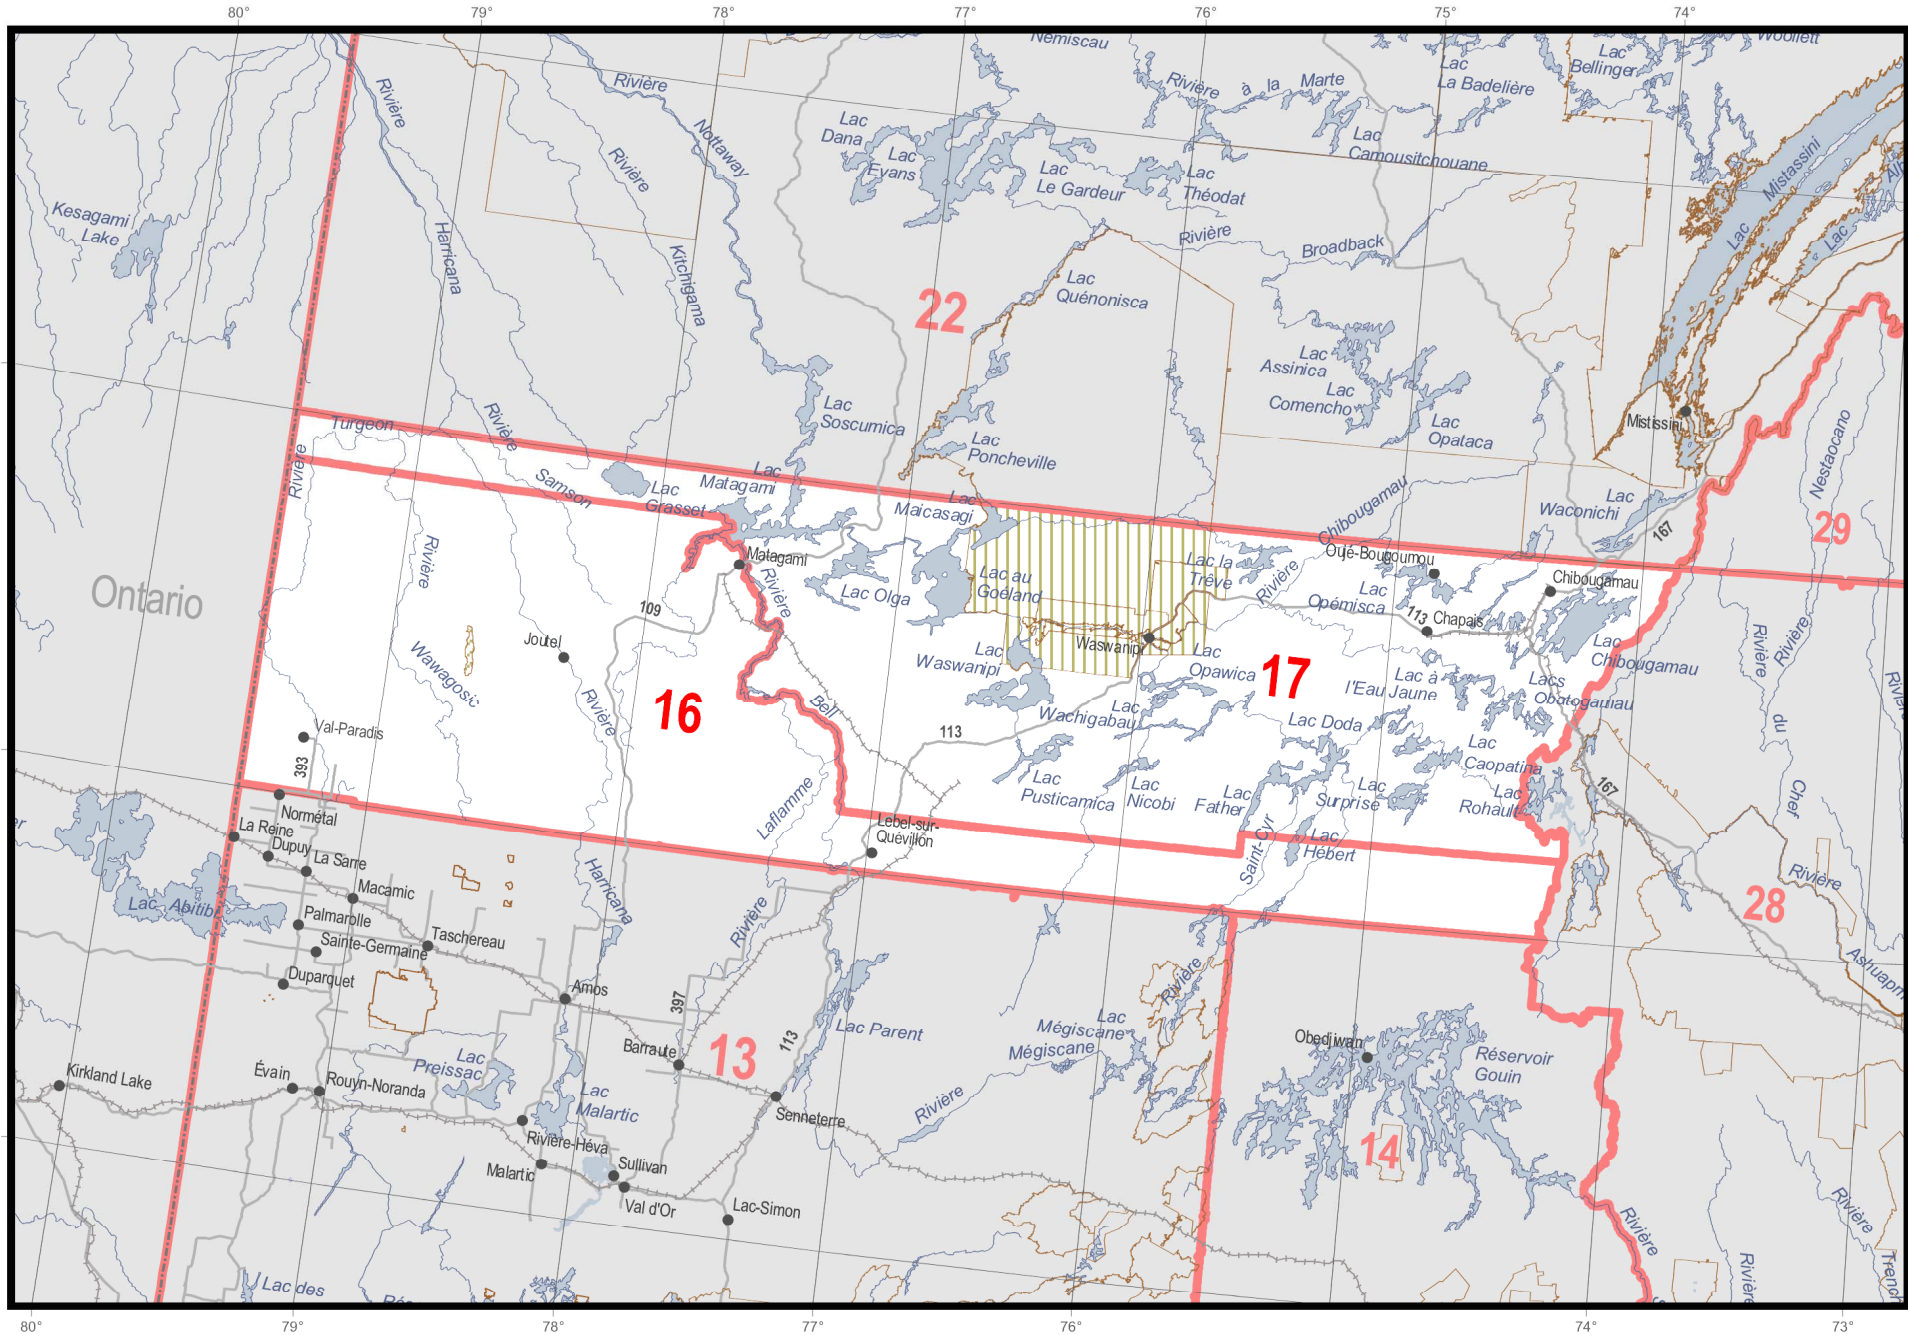 80°
79°
78°
77°
76°
75°
74°
Nemiscau
Woollett
Lac
Bellinger
Lac
La Badelière
Rivière
Rivière
Rivière à la Marte
Nottaway
Lac
Dana
Lac
Evans
Lac
Le Gardeur
Lac
Théodat
Lac
Camousitchouane
Rivière
Mistassini
Lac
Lac
Kesagami
Lake
Harricana
Kitchigama
Rivière
Broadback
Lac
Quénonisca
22
Lac
Assinica
Lac
Comencho
Lac
Opataca
Mistissini
Nestaocano
Turgeon
Rivière
Lac
Soscumica
Lac
Poncheville
Rivière
Samson
Lac
Grasset
Lac
Matagami
Lac
Maicasagi
Chibougamau
Lac
Waconichi
167
29
Rivière
Matagami
Rivière
Lac Olga
Lac au
Goéland
Lac la
Trêve
Rivière
Oujé-Bougoumou
Lac
Opémisca
Chibougamau
113
Chapais
Ontario
109
Joutel
Wawagosic
Rivière
16
Bell
Lac
Waswanipi
Waswanipi
Lac
Opawica
17
Lac à
l'Eau Jaune
Lac
Chibougamau
Lacs
Obatogamau
Rivière
Rivière
du
Chef
Val-Paradis
393
113
Lac
Wachigabau
Lac Doda
Lac
Caopatina
Lac
Pusticamica
Lac
Nicobi
Lac
Father
Lac
Surprise
Lac
Rohault
167
Normétal
La Reine
Dupuy
La Sarre
Macamic
Laflamme
Lebel-sur-
Quévillon
Saint-Cyr
Lac
Hébert
Rivière
28
Lac Abitibi
Palmarolle
Sainte-Germaine
Taschereau
Duparquet
Harricana
Rivière
Amos
397
Rivière
Lac Parent
Lac
Mégiscane
Mégiscane
Obedjiwan
Réservoir
Gouin
Kirkland Lake
Évain
Rouyn-Noranda
Lac
Preissac
Lac
Malartic
Barraute
13
113
Senneterre
Rivière
14
Rivière-Héva
Malartic
Sullivan
Val d'Or
Lac-Simon
Rivière
Rivière
Rivière
Lac des
80°
79°
78°
77°
76°
75°
74°
73°